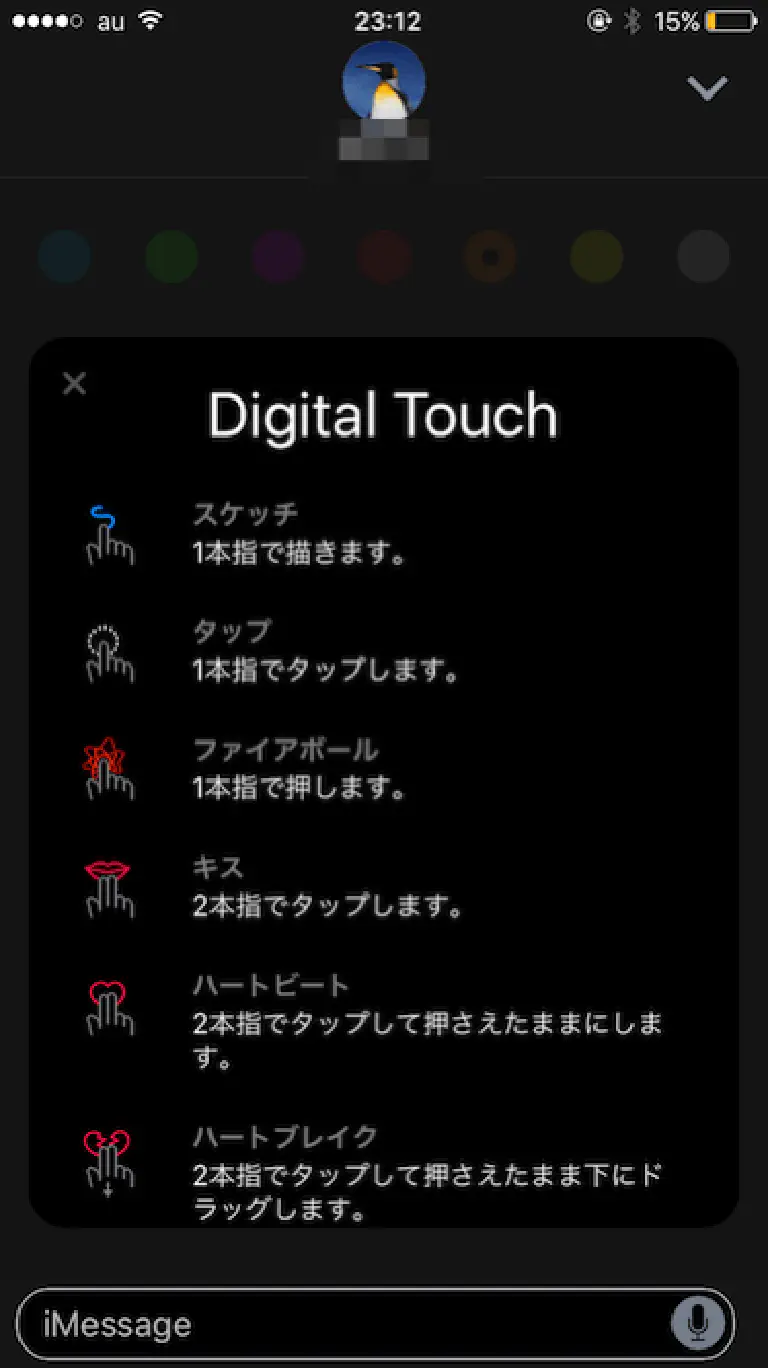 au 23:12 15%
Digital Touch
スケッチ
1本指で描きます。
タップ
1本指でタップします。
ファイアボール
1本指で押します。
キス
2本指でタップします。
ハートビート
2本指でタップして押さえたままにしま
す。
ハートブレイク
2本指でタップして押さえたまま下にド
ラッグします。
iMessage